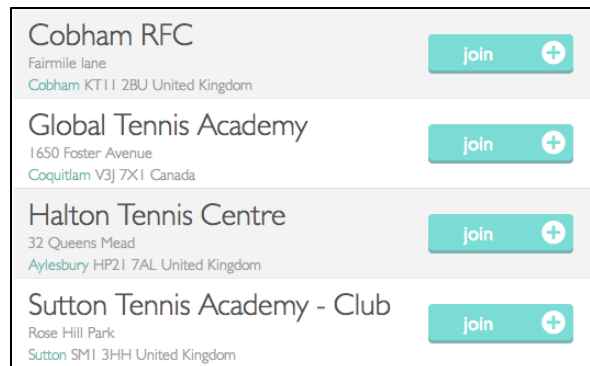 Cobham RFC
Fairmile lane
Cobham KT11 2BU United Kingdom
join
Global Tennis Academy
1650 Foster Avenue
Coquitlam V3J 7X1 Canada
join
Halton Tennis Centre
32 Queens Mead
Aylesbury HP21 7AL United Kingdom
join
Sutton Tennis Academy - Club
Rose Hill Park
Sutton SM1 3HH United Kingdom
join